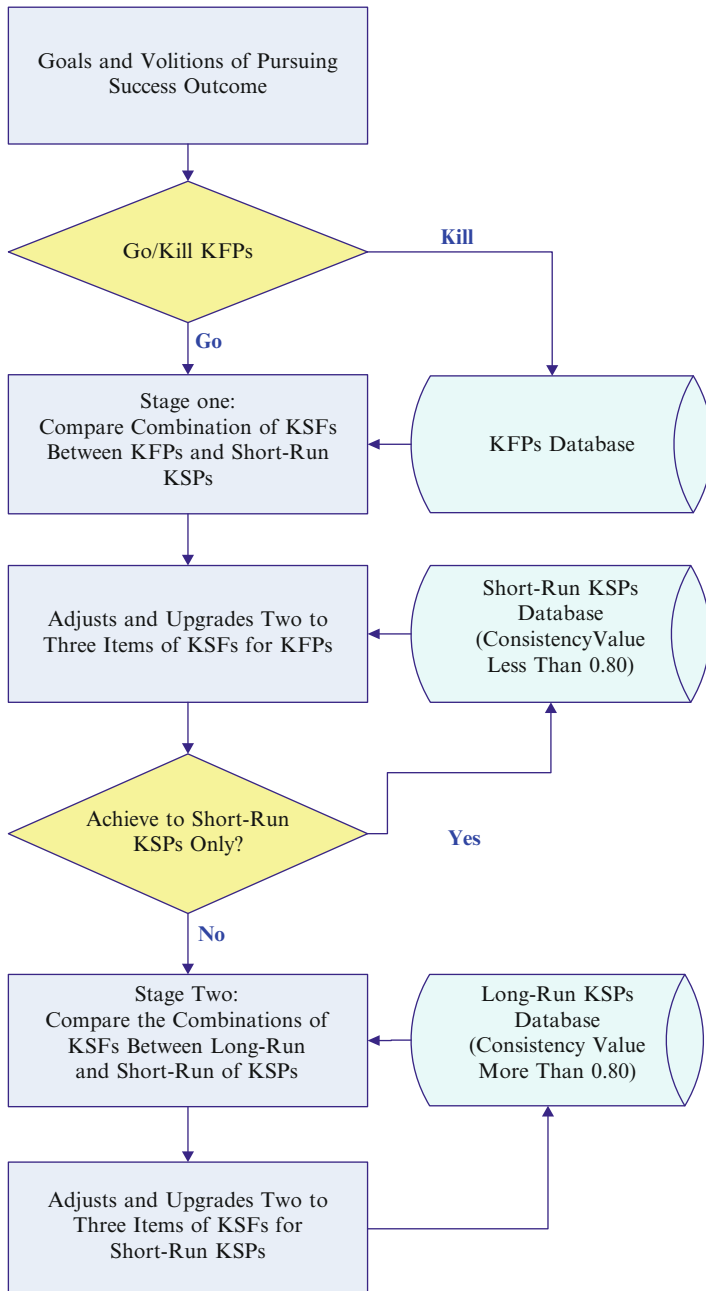 Goals and Volitions of Pursuing
Success Outcome
Go/Kill KFPs
Kill
Go
Stage one:
Compare Combination of KSFs
Between KFPs and Short-Run
KSPs
KFPs Database
Adjusts and Upgrades Two to
Three Items of KSFs for KFPs
Short-Run KSPs
Database
(ConsistencyValue
Less Than 0.80)
Achieve to Short-Run
KSPs Only?
Yes
No
Stage Two:
Compare the Combinations of
KSFs Between Long-Run
and Short-Run of KSPs
Long-Run KSPs
Database
(Consistency Value
More Than 0.80)
Adjusts and Upgrades Two to
Three Items of KSFs for
Short-Run KSPs